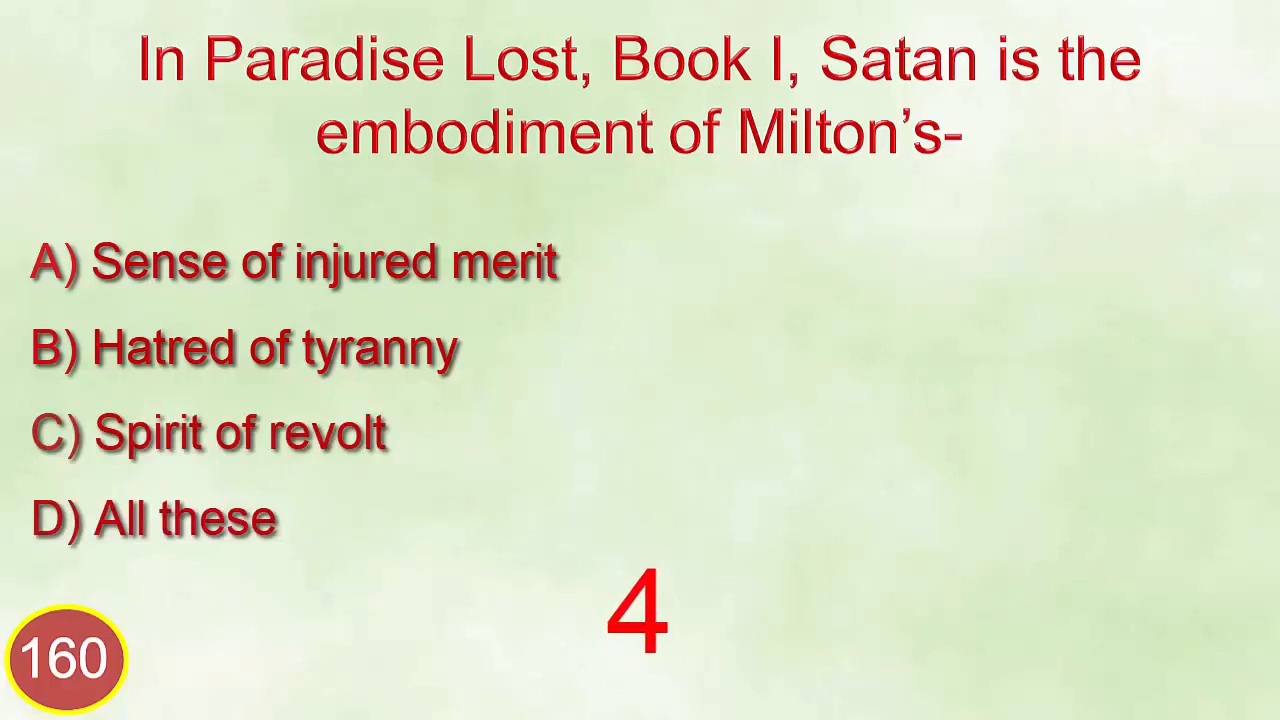 In Paradise Lost, Book I, Satan is the
embodiment of Milton’s-
A) Sense of injured merit
B) Hatred of tyranny
C) Spirit of revolt
D) All these
4
160